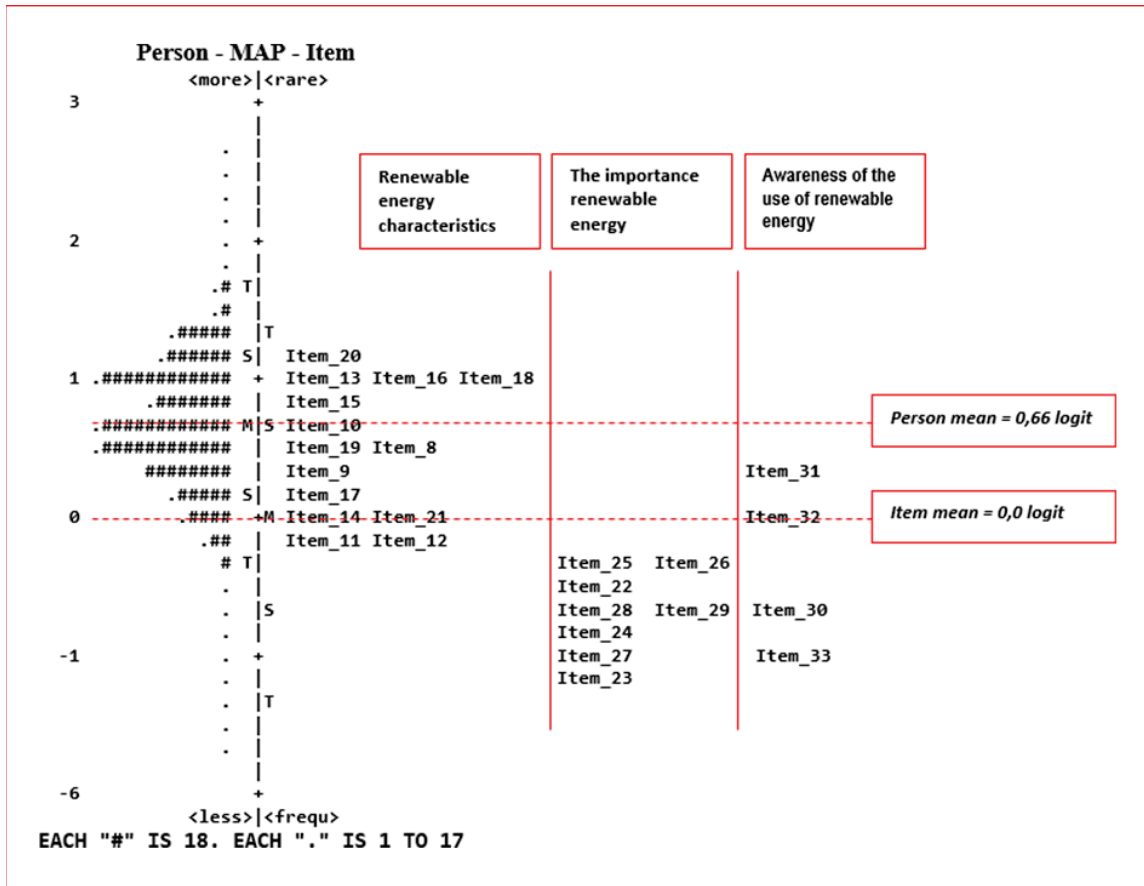 Person - MAP - Item
<more>|<rare>
3 +
|
. |
. |
. |
. |
2 . +
. |
.# T|
.# |
.##### |T
.###### S| Item_20
1 .############ + Item_13 Item_16 Item_18
.####### | Item_15
.############ M|S Item_10
.############ | Item_19 Item_8
######## | Item_9 Item_31
.##### S| Item_17
0 .#### +M Item_14 Item_21 Item_32
.## | Item_11 Item_12
# T| Item_25 Item_26
. | Item_22
. |S Item_28 Item_29 Item_30
. | Item_24
-1 . + Item_27 Item_33
. | Item_23
. |T
. |
. |
|
-6 +
<less>|<frequ>
EACH "#" IS 18. EACH "." IS 1 TO 17
Renewable
energy
characteristics
The importance
renewable
energy
Awareness of the
use of renewable
energy
Person mean = 0,66 logit
Item mean = 0,0 logit